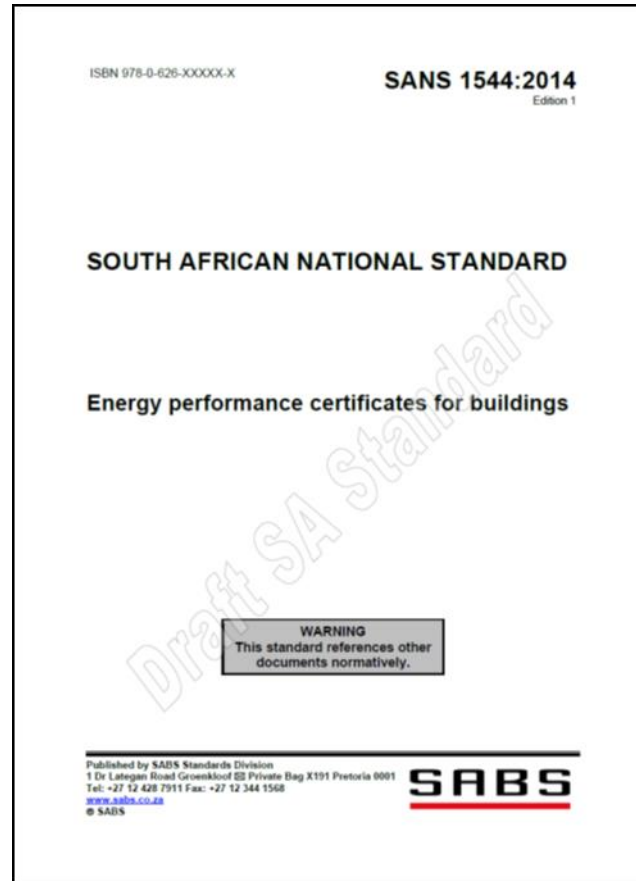 ISBN 978-0-626-XXXXX-X
SANS 1544:2014
Edition 1
SOUTH AFRICAN NATIONAL STANDARD
Energy performance certificates for buildings
Draft SA Standard
WARNING
This standard references other
documents normatively.
Published by SABS Standards Division
1 Dr Lategan Road Groenkloof ✉ Private Bag X191 Pretoria 0001
Tel: +27 12 428 7911 Fax: +27 12 344 1568
www.sabs.co.za
© SABS
SABS